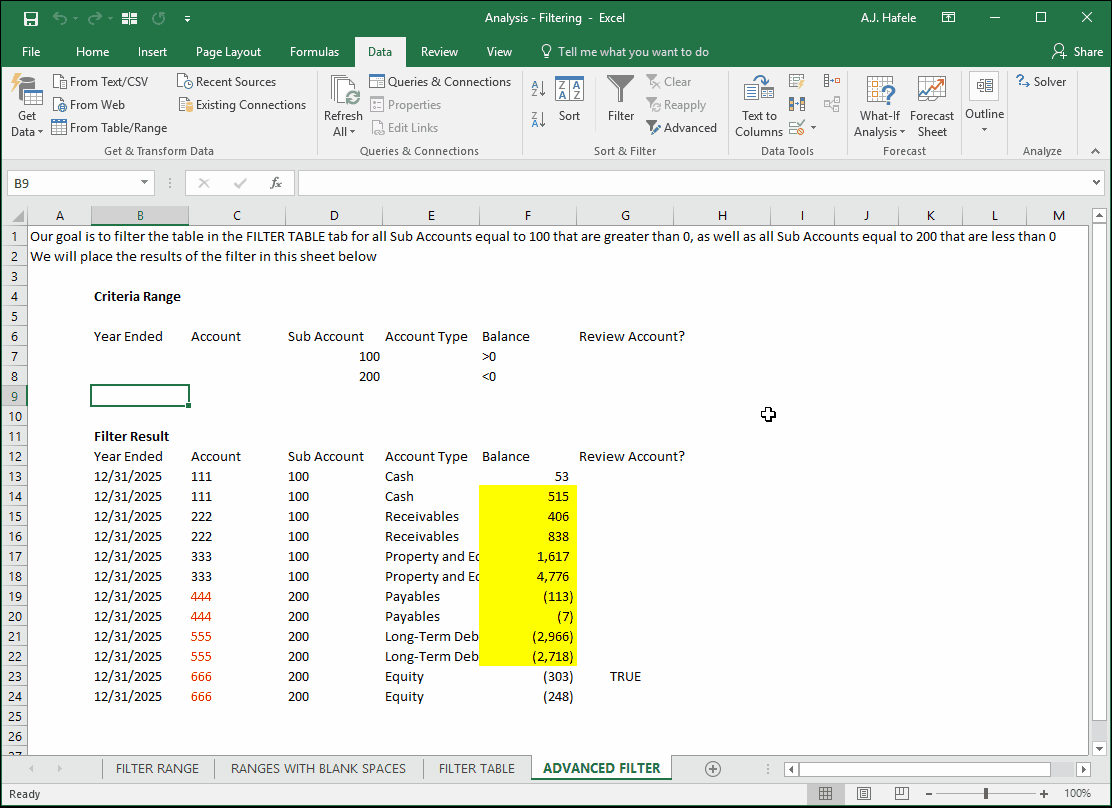 Analysis - Filtering - Excel
A.J. Hafele
File Home Insert Page Layout Formulas Data Review View Tell me what you want to do Share
Get Data
From Text/CSV
From Web
From Table/Range
Recent Sources
Existing Connections
Get & Transform Data
Refresh All
Queries & Connections
Properties
Edit Links
Queries & Connections
Sort
Filter
Clear
Reapply
Advanced
Sort & Filter
Text to Columns
Data Tools
What-If Analysis
Forecast Sheet
Forecast
Outline
Solver
Analyze
B9 fx
A B C D E F G H I J K L M
1 Our goal is to filter the table in the FILTER TABLE tab for all Sub Accounts equal to 100 that are greater than 0, as well as all Sub Accounts equal to 200 that are less than 0
2 We will place the results of the filter in this sheet below
3
4 Criteria Range
5
6 Year Ended Account Sub Account Account Type Balance Review Account?
7 100 >0
8 200 <0
9
10
11 Filter Result
12 Year Ended Account Sub Account Account Type Balance Review Account?
13 12/31/2025 111 100 Cash 53
14 12/31/2025 111 100 Cash 515
15 12/31/2025 222 100 Receivables 406
16 12/31/2025 222 100 Receivables 838
17 12/31/2025 333 100 Property and Ec 1,617
18 12/31/2025 333 100 Property and Ec 4,776
19 12/31/2025 444 200 Payables (113)
20 12/31/2025 444 200 Payables (7)
21 12/31/2025 555 200 Long-Term Deb (2,966)
22 12/31/2025 555 200 Long-Term Deb (2,718)
23 12/31/2025 666 200 Equity (303) TRUE
24 12/31/2025 666 200 Equity (248)
25
26
27
FILTER RANGE RANGES WITH BLANK SPACES FILTER TABLE ADVANCED FILTER
Ready 100%